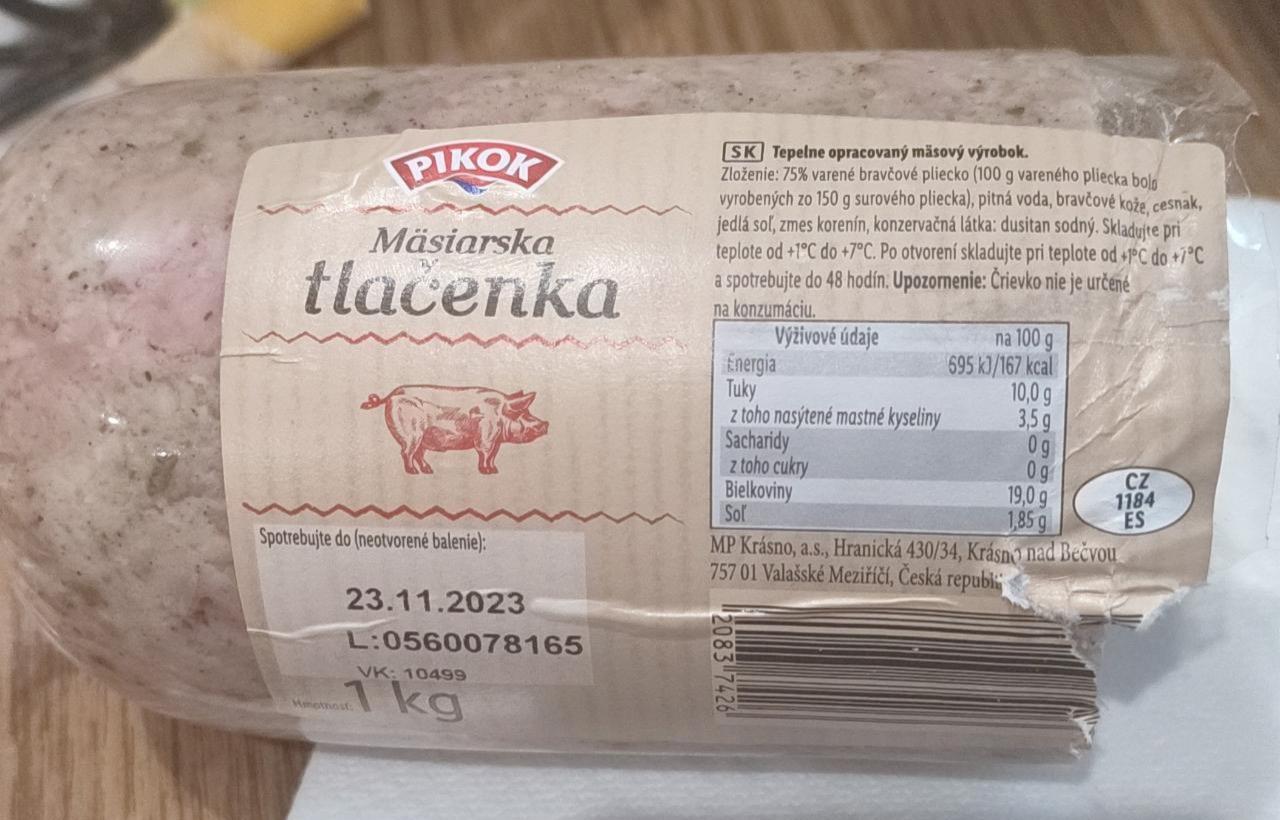 PIKOK
Mäsiarska
tlačenka
Spotrebujte do (neotvorené balenie):
23.11.2023
L:0560078165
VK: 10499
Hmotnosť: 1 kg
SK Tepelne opracovaný mäsový výrobok.
Zloženie: 75% varené bravčové pliecko (100 g vareného pliecka bolo
vyrobených zo 150 g surového pliecka), pitná voda, bravčové kože, cesnak,
jedlá soľ, zmes korenín, konzervačná látka: dusitan sodný. Skladujte pri
teplote od +1°C do +7°C. Po otvorení skladujte pri teplote od +1°C do +7°C
a spotrebujte do 48 hodín. Upozornenie: Črievko nie je určené
na konzumáciu.
Výživové údaje na 100 g
Energia 695 kJ/167 kcal
Tuky 10,0 g
z toho nasýtené mastné kyseliny 3,5 g
Sacharidy 0 g
z toho cukry 0 g
Bielkoviny 19,0 g
Soľ 1,85 g
CZ
1184
ES
MP Krásno, a.s., Hranická 430/34, Krásno nad Bečvou
757 01 Valašské Meziříčí, Česká republi
2083 7426